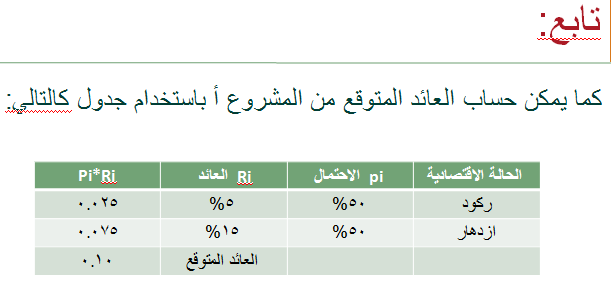 تابع:
كما يمكن حساب العائد المتوقع من المشروع أ باستخدام جدول كالتالي:
الحالة الاقتصادية pi الاحتمال Ri العائد Pi*Ri
ركود %٥٠ %٥ ٠.٠٢٥
ازدهار %٥٠ %١٥ ٠.٠٧٥
العائد المتوقع ٠.١٠